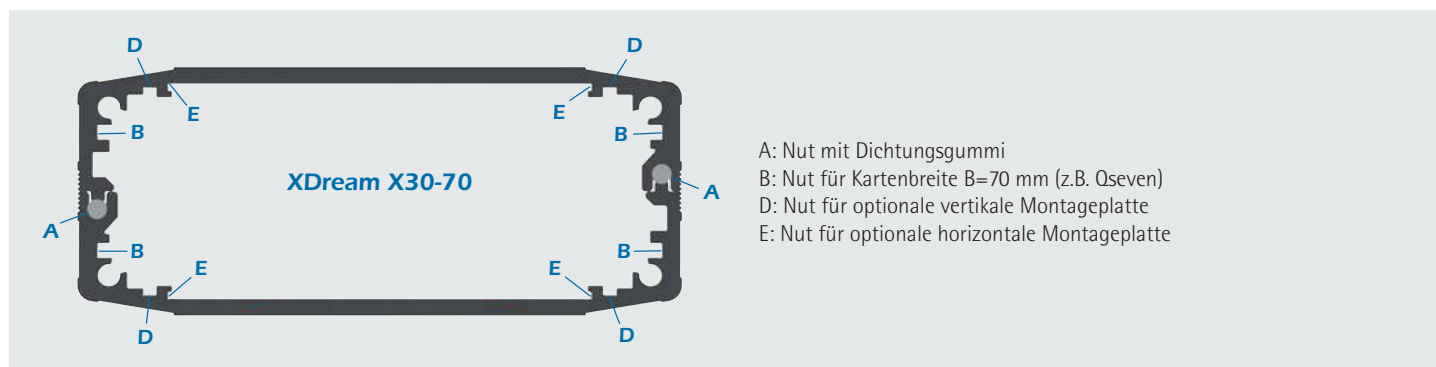 D
D
E
E
B
B
XDream X30-70
A
A
B
B
E
E
D
D
A: Nut mit Dichtungsgummi
B: Nut für Kartenbreite B=70 mm (z.B. Qseven)
D: Nut für optionale vertikale Montageplatte
E: Nut für optionale horizontale Montageplatte